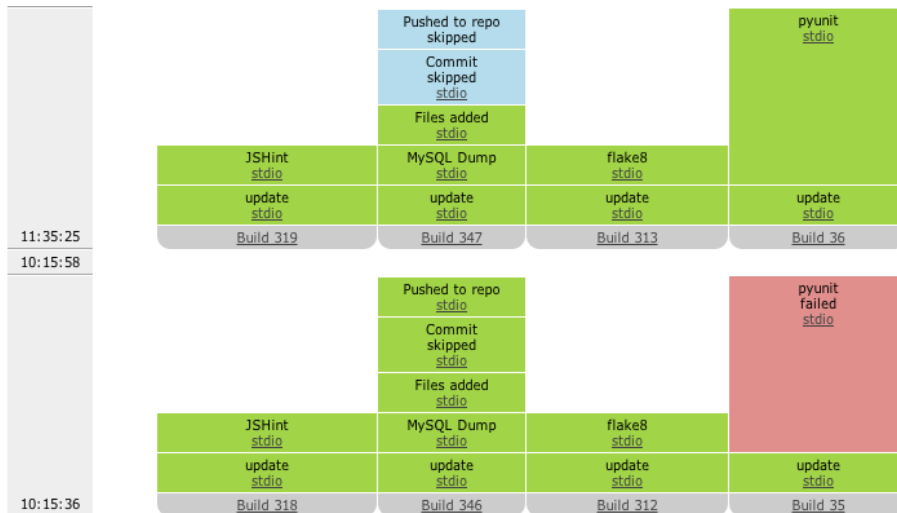 Pushed to repo
skipped
pyunit
stdio
Commit
skipped
stdio
Files added
stdio
JSHint
stdio
MySQL Dump
stdio
flake8
stdio
update
stdio
update
stdio
update
stdio
update
stdio
11:35:25
Build 319
Build 347
Build 313
Build 36
10:15:58
Pushed to repo
stdio
pyunit
failed
stdio
Commit
skipped
stdio
Files added
stdio
JSHint
stdio
MySQL Dump
stdio
flake8
stdio
update
stdio
update
stdio
update
stdio
update
stdio
10:15:36
Build 318
Build 346
Build 312
Build 35